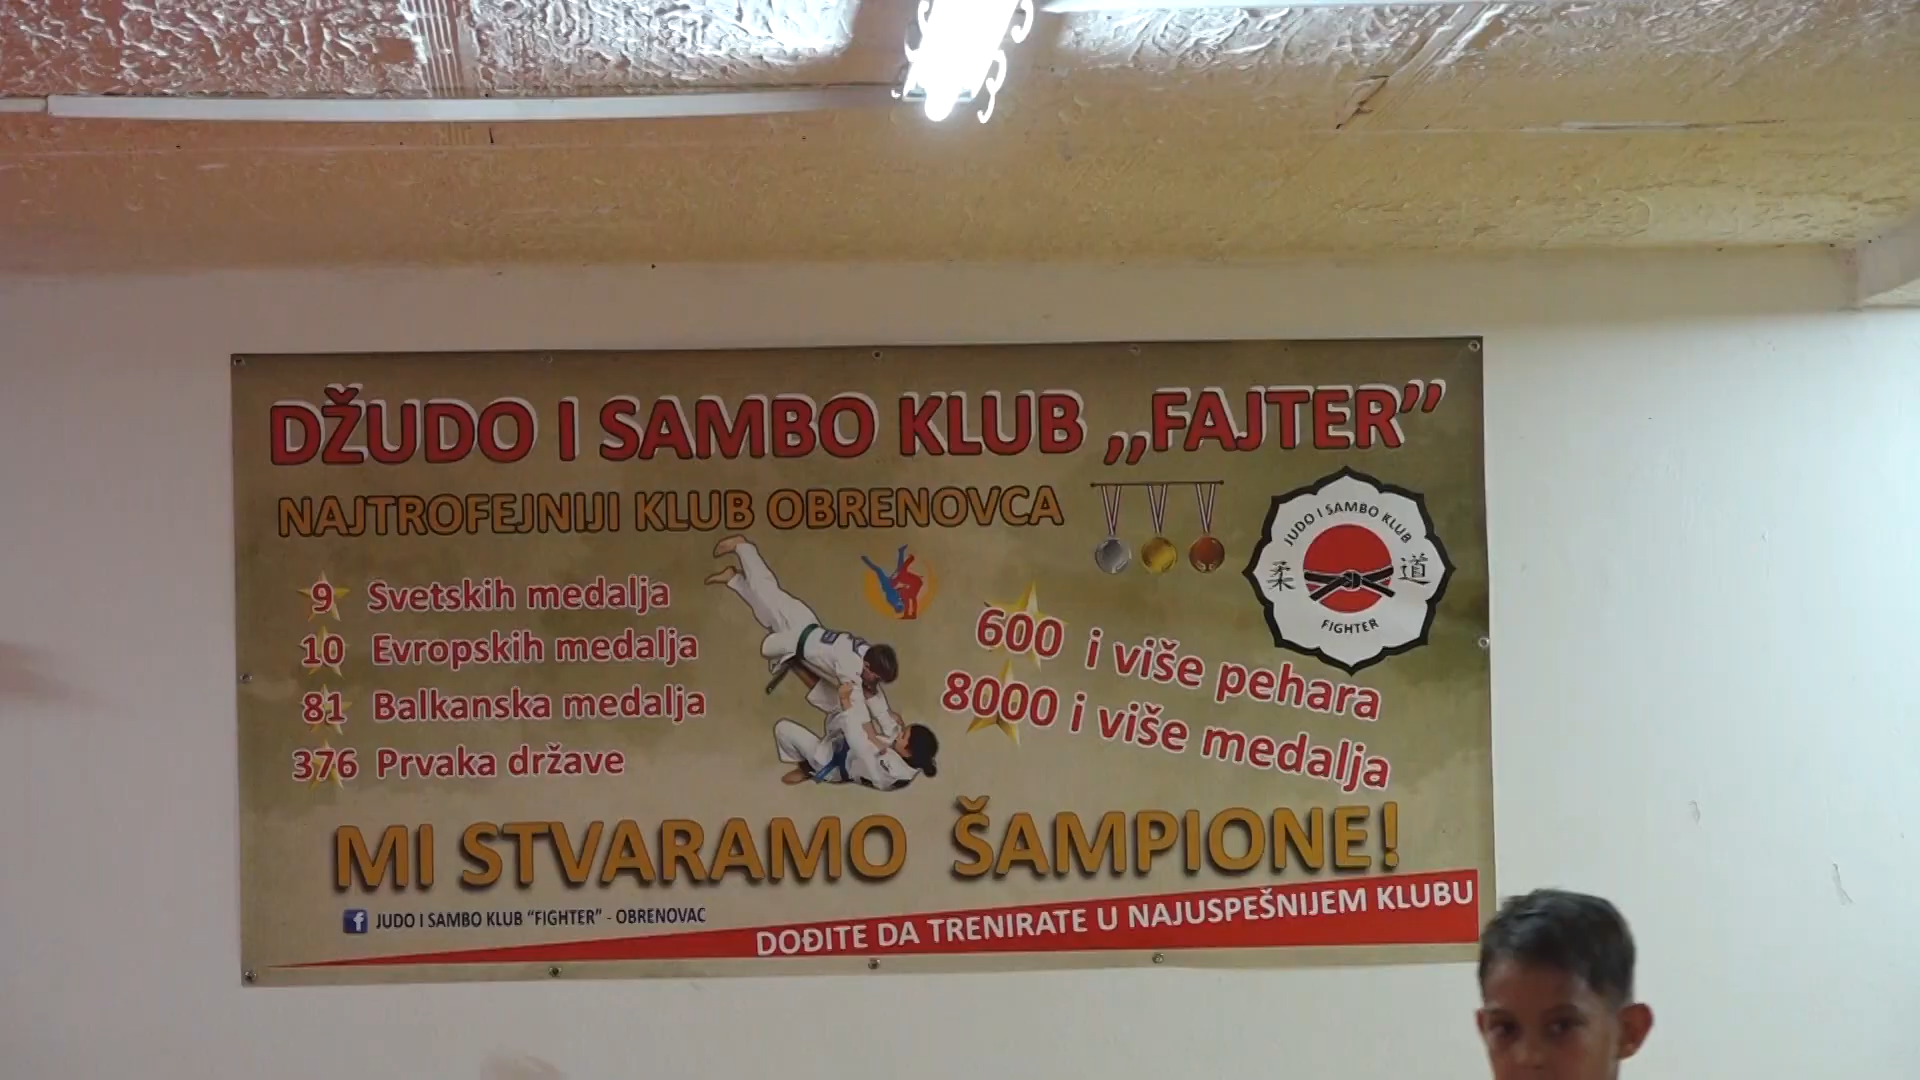 DŽUDO I SAMBO KLUB ,,FAJTER”
NAJTROFEJNIJI KLUB OBRENOVCA
JUDO I SAMBO KLUB
柔 道
FIGHTER
9 Svetskih medalja
10 Evropskih medalja
81 Balkanska medalja
376 Prvaka države
600 i više pehara
8000 i više medalja
MI STVARAMO ŠAMPIONE!
JUDO I SAMBO KLUB “FIGHTER” - OBRENOVAC
DOĐITE DA TRENIRATE U NAJUSPEŠNIJEM KLUBU